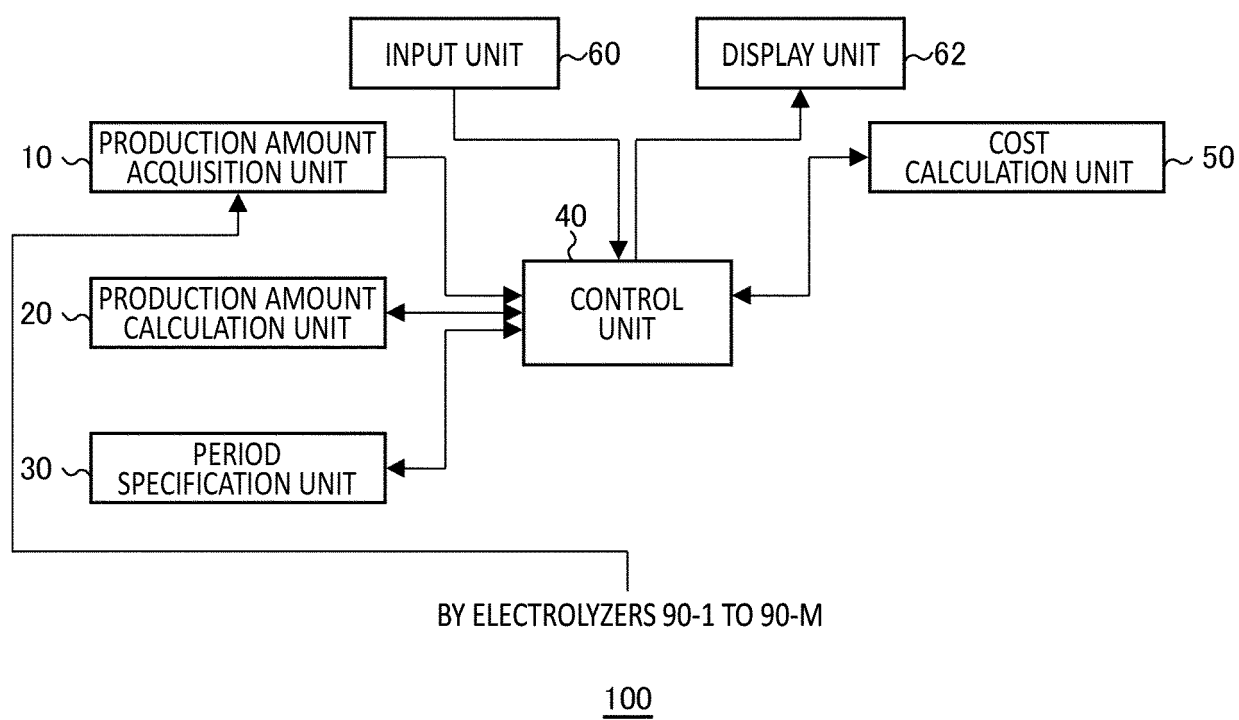 INPUT UNIT
60
DISPLAY UNIT
62
10
PRODUCTION AMOUNT
ACQUISITION UNIT
COST
CALCULATION UNIT
50
40
CONTROL
UNIT
20
PRODUCTION AMOUNT
CALCULATION UNIT
30
PERIOD
SPECIFICATION UNIT
BY ELECTROLYZERS 90-1 TO 90-M
100